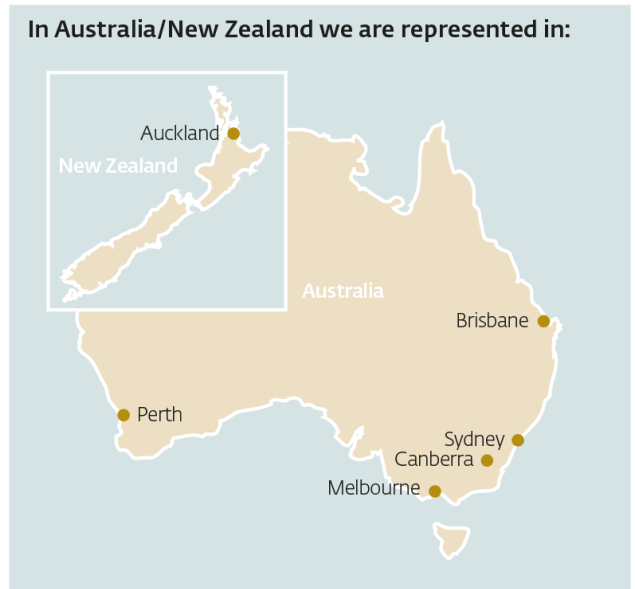 In Australia/New Zealand we are represented in:
Auckland
New Zealand
Australia
Brisbane
Perth
Sydney
Canberra
Melbourne